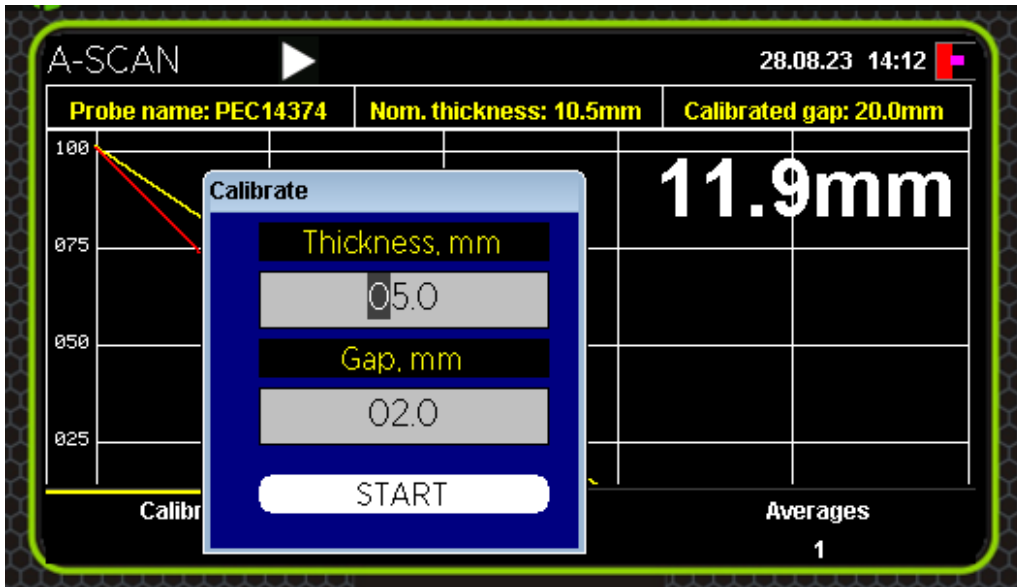 A-SCAN 28.08.23 14:12
Probe name: PEC14374 Nom. thickness: 10.5mm Calibrated gap: 20.0mm
100
11.9mm
Calibrate
Thickness, mm
075
05.0
050
Gap, mm
02.0
025
START
Calibr Averages
1